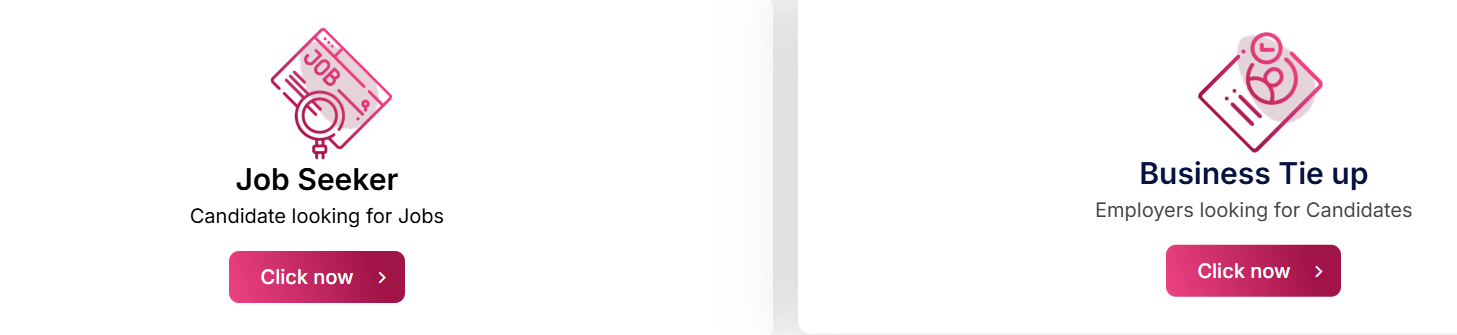 JOB
Job Seeker
Candidate looking for Jobs
Click now
Business Tie up
Employers looking for Candidates
Click now